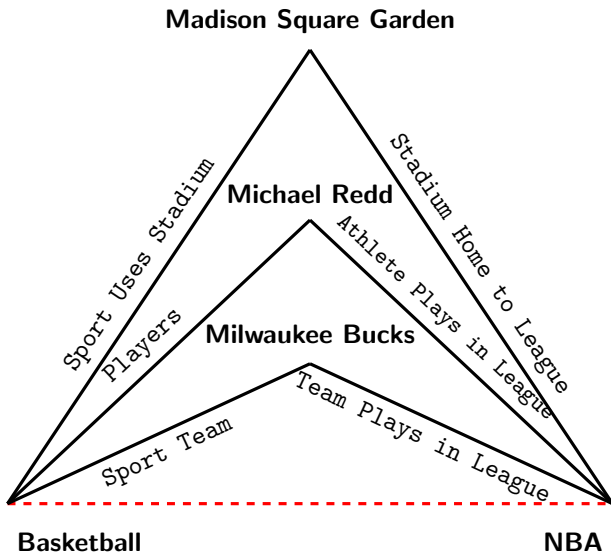 Madison Square Garden
Sport Uses Stadium
Stadium Home to League
Michael Redd
Players
Athlete Plays in League
Milwaukee Bucks
Sport Team
Team Plays in League
Basketball
NBA